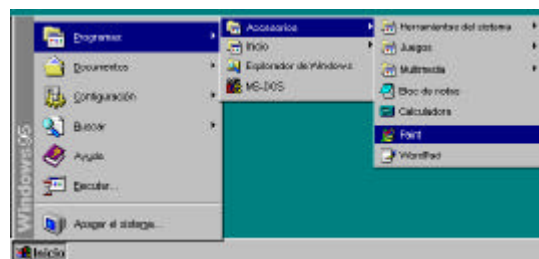 Programas
Documentos
Configuración
Buscar
Ayuda
Ejecutar...
Apagar el sistema...
Windows95
Inicio
Accesorios
Inicio
Explorador de Windows
MS-DOS
Herramientas del sistema
Juegos
Multimedia
Bloc de notas
Calculadora
Paint
WordPad